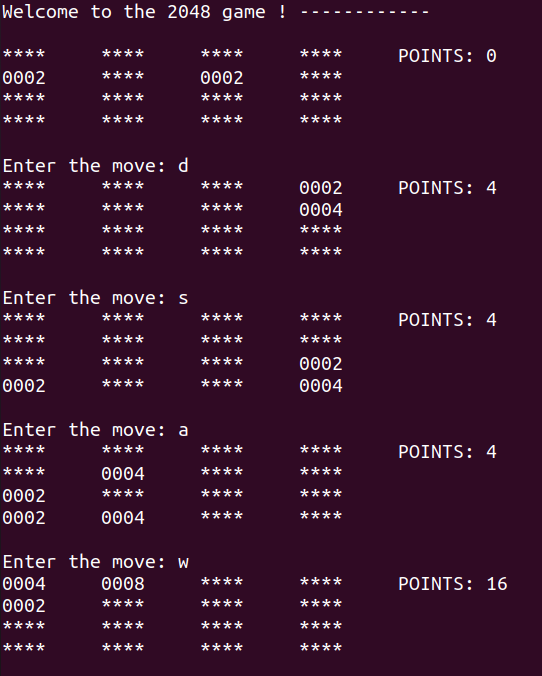 Welcome to the 2048 game ! ------------
**** **** **** **** POINTS: 0
0002 **** 0002 ****
**** **** **** ****
**** **** **** ****
Enter the move: d
**** **** **** 0002 POINTS: 4
**** **** **** 0004
**** **** **** ****
**** **** **** ****
Enter the move: s
**** **** **** **** POINTS: 4
**** **** **** ****
**** **** **** 0002
0002 **** **** 0004
Enter the move: a
**** **** **** **** POINTS: 4
**** 0004 **** ****
0002 **** **** ****
0002 0004 **** ****
Enter the move: w
0004 0008 **** **** POINTS: 16
0002 **** **** ****
**** **** **** ****
**** **** **** ****